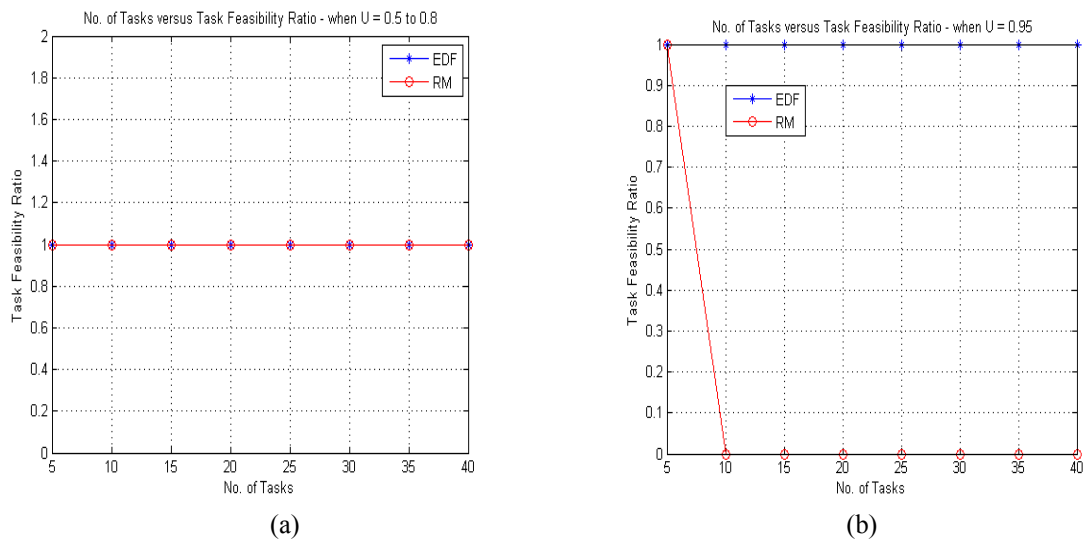 No. of Tasks versus Task Feasibility Ratio - when U = 0.5 to 0.8
2
1.8
1.6
1.4
1.2
1
0.8
0.6
0.4
0.2
0
Task Feasibility Ratio
EDF
RM
5 10 15 20 25 30 35 40
No. of Tasks
(a)
No. of Tasks versus Task Feasibility Ratio - when U = 0.95
1
0.9
0.8
0.7
0.6
0.5
0.4
0.3
0.2
0.1
0
Task Feasibility Ratio
EDF
RM
5 10 15 20 25 30 35 40
No. of Tasks
(b)